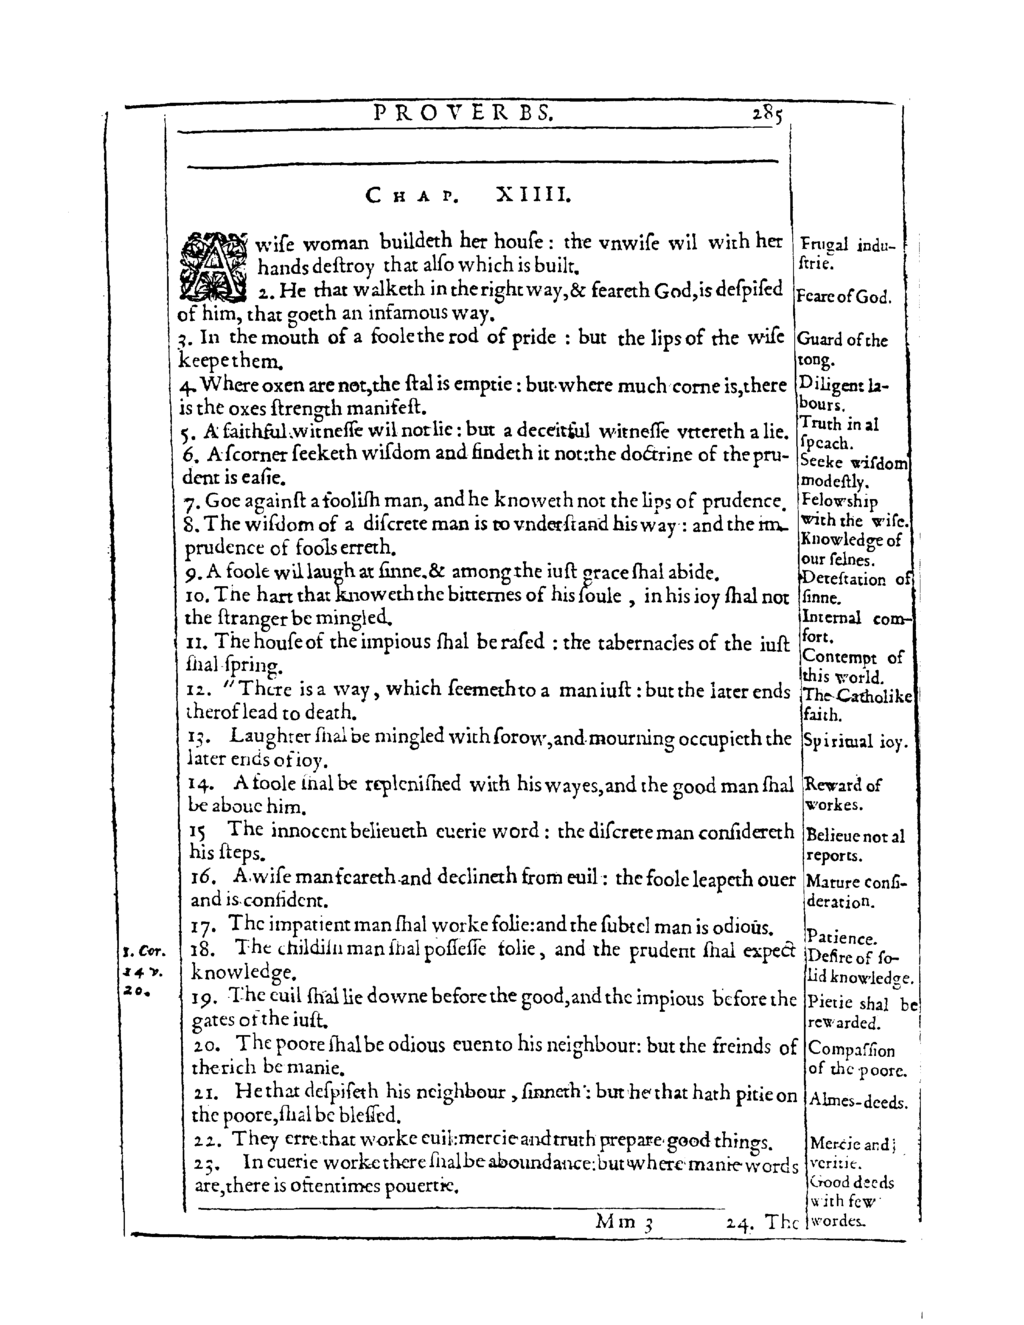 PROVERBS. 285
CHAP. XIIII.
A wiſe woman buildeth her houſe : the vnwiſe wil with her
hands deſtroy that alſo which is built.
2. He that walketh in the right way, & feareth God, is deſpiſed
of him, that goeth an infamous way.
3. In the mouth of a foole the rod of pride : but the lips of the wiſe
keepe them.
4. Where oxen are not, the ſtal is emptie : but where much corne is, there
is the oxes ſtrength manifeſt.
5. A faithful witneſſe wil not lie : but a deceitful witneſſe vttereth a lie.
6. A ſcorner ſeeketh wiſdom and findeth it not: the doctrine of the pru-
dent is eaſie.
7. Goe againſt a fooliſh man, and he knoweth not the lips of prudence.
8. The wiſdom of a diſcrete man is to vnderſtand his way : and the im-
prudence of fools erreth.
9. A foole wil laugh at ſinne, & among the iuſt grace ſhal abide.
10. The hart that knoweth the bitternes of his ſoule , in his ioy ſhal not
the ſtranger be mingled.
11. The houſe of the impious ſhal be raſed : the tabernacles of the iuſt
ſhal ſpring.
12. "There is a way, which ſeemeth to a man iuſt : but the later ends
therof lead to death.
13. Laughter ſhal be mingled with ſorow, and mourning occupieth the
later ends of ioy.
14. A foole ſhal be repleniſhed with his wayes, and the good man ſhal
be aboue him.
15 The innocent belieueth euerie word : the diſcrete man conſidereth
his ſteps.
16. A wiſe man feareth and declineth from euil : the foole leapeth ouer
and is confident.
17. The impatient man ſhal worke folie: and the ſubtel man is odious.
18. The childiſh man ſhal poſſeſſe folie, and the prudent ſhal expect
knowledge.
19. The euil ſhal lie downe before the good, and the impious before the
gates of the iuſt.
20. The poore ſhal be odious euen to his neighbour: but the freinds of
the rich be manie.
21. He that deſpiſeth his neighbour , ſinneth : but he that hath pitie on
the poore, ſhal be bleſſed.
22. They erre that worke euil: mercie and truth prepare good things.
23. In euerie worke there ſhal be aboundance: but where manie words
are, there is oftentimes pouertie.
Mm 3 24. The
1. Cor.
14 v.
20.
Frugal indu-
ſtrie.
Feare of God.
Guard of the
tong.
Diligent la-
bours.
Truth in al
ſpeach.
Seeke wiſdom
modeſtly.
Felowship
with the wiſe.
Knowledge of
our ſelues.
Deteſtation of
ſinne.
Internal com-
fort.
Contempt of
this world.
The Catholike
faith.
Spiritual ioy.
Reward of
workes.
Belieue not al
reports.
Mature conſi-
deration.
Patience.
Deſire of ſo-
lid knowledge.
Pietie shal be
rewarded.
Compaſſion
of the poore.
Almes-deeds.
Mercie and
veritie.
Good deeds
with few
wordes.